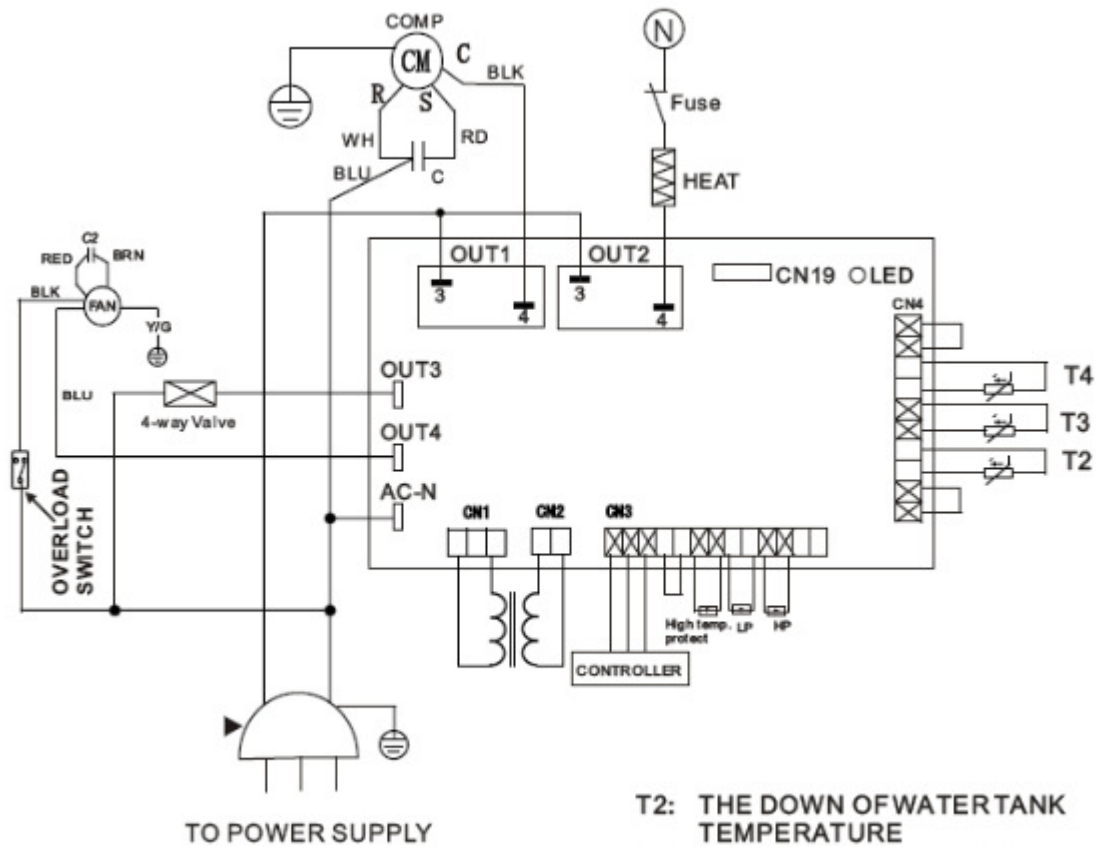 COMP
CM
C
R
S
BLK
WH
RD
BLU
C
N
Fuse
HEAT
C2
RED
BRN
BLK
FAN
Y/G
BLU
4-way Valve
OVERLOAD
SWITCH
OUT1
3
4
OUT2
3
4
CN19
LED
CN4
OUT3
OUT4
AC-N
T4
T3
T2
CN1
CN2
CN3
High temp.
protect
LP
HP
CONTROLLER
TO POWER SUPPLY
T2: THE DOWN OF WATER TANK
TEMPERATURE